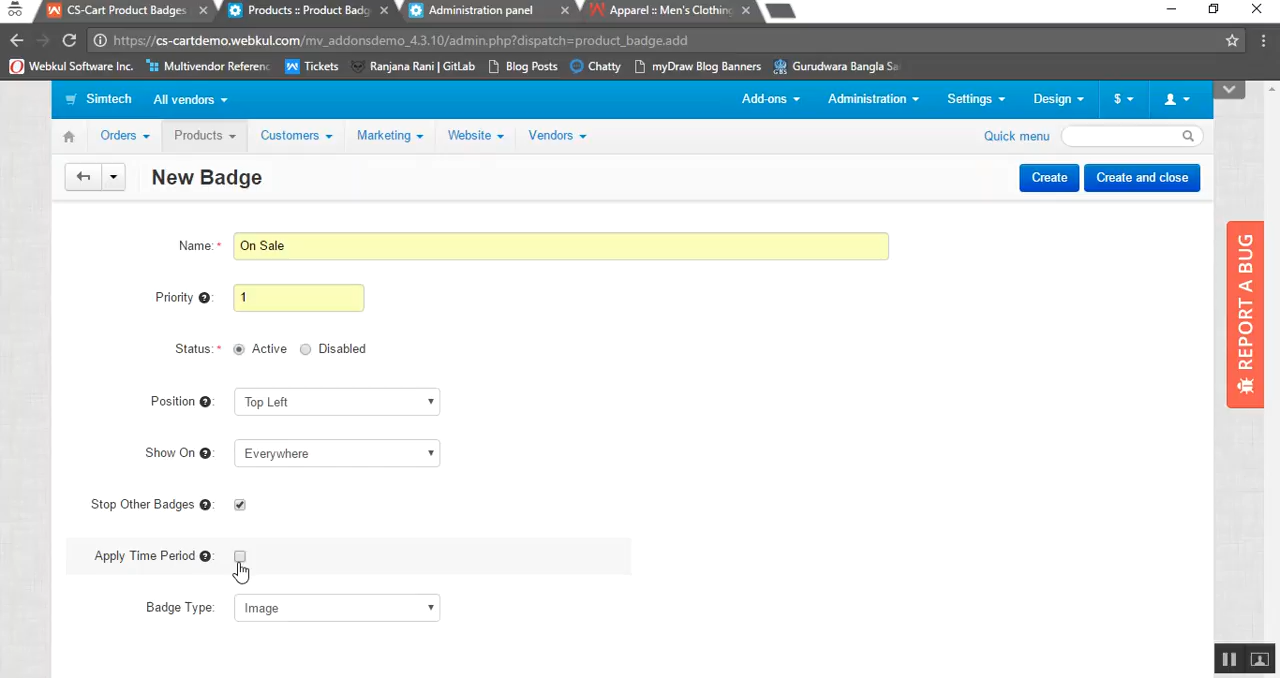 CS-Cart Product Badges
Products :: Product Badg
Administration panel
Apparel :: Men's Clothing
https://cs-cartdemo.webkul.com/mv_addonsdemo_4.3.10/admin.php?dispatch=product_badge.add
Webkul Software Inc.
Multivendor Referenc
Tickets
Ranjana Rani | GitLab
Blog Posts
Chatty
myDraw Blog Banners
Gurudwara Bangla Sa
Simtech
All vendors
Add-ons
Administration
Settings
Design
$
Orders
Products
Customers
Marketing
Website
Vendors
Quick menu
New Badge
Create
Create and close
Name: *
On Sale
Priority ?:
1
Status: *
Active
Disabled
Position ?:
Top Left
Show On ?:
Everywhere
Stop Other Badges ?:
Apply Time Period ?:
Badge Type:
Image
REPORT A BUG